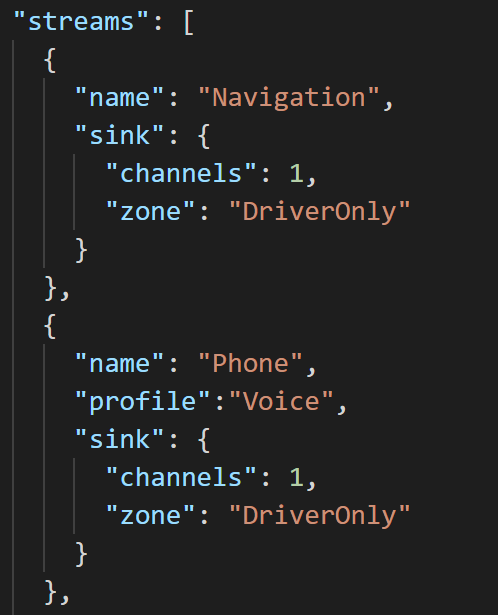 "streams": [
  {
    "name": "Navigation",
    "sink": {
      "channels": 1,
      "zone": "DriverOnly"
    }
  },
  {
    "name": "Phone",
    "profile":"Voice",
    "sink": {
      "channels": 1,
      "zone": "DriverOnly"
    }
  },